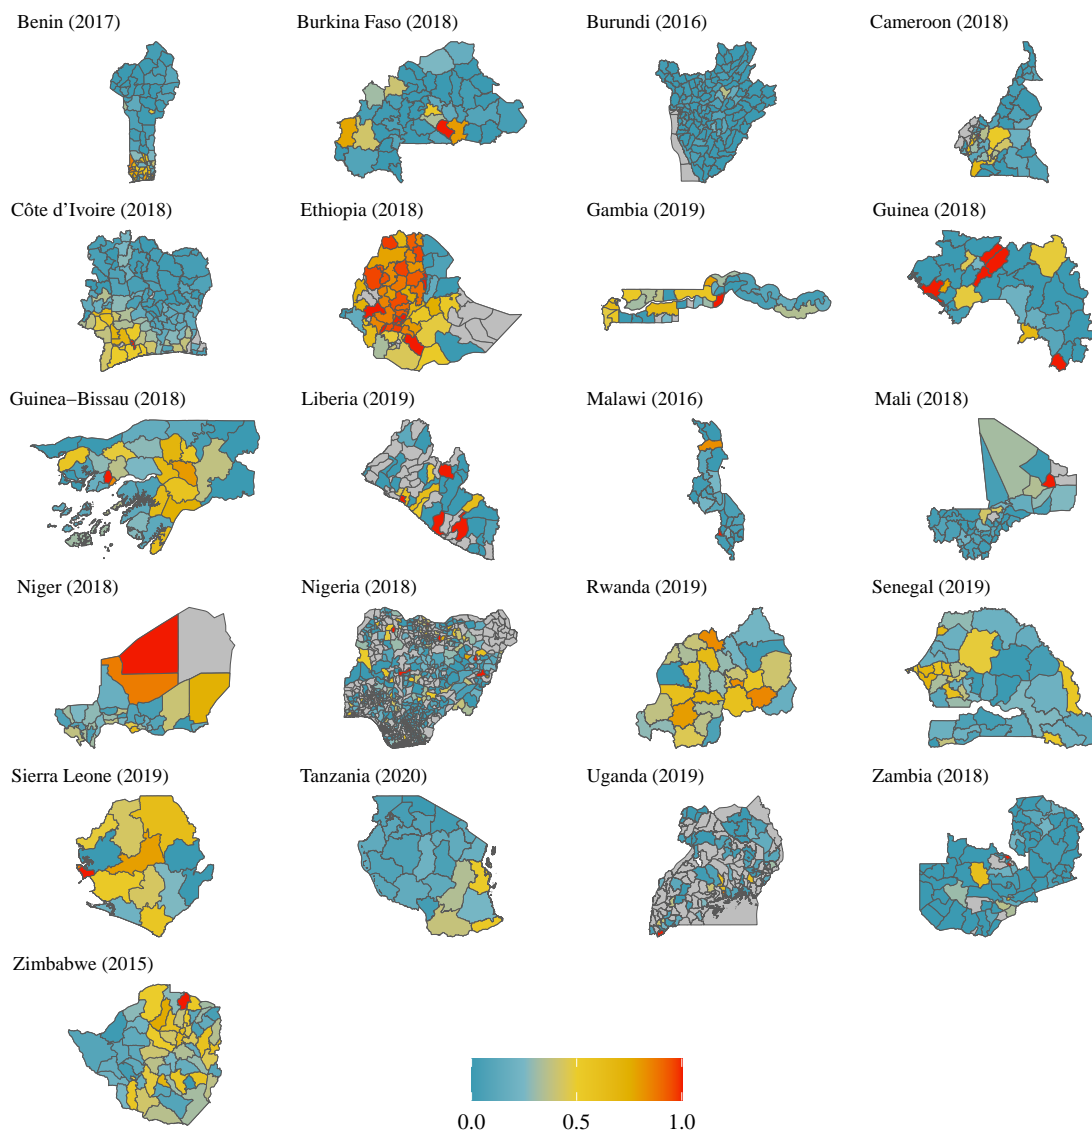 Benin (2017)
Burkina Faso (2018)
Burundi (2016)
Cameroon (2018)
Côte d'Ivoire (2018)
Ethiopia (2018)
Gambia (2019)
Guinea (2018)
Guinea−Bissau (2018)
Liberia (2019)
Malawi (2016)
Mali (2018)
Niger (2018)
Nigeria (2018)
Rwanda (2019)
Senegal (2019)
Sierra Leone (2019)
Tanzania (2020)
Uganda (2019)
Zambia (2018)
Zimbabwe (2015)
0.0 0.5 1.0